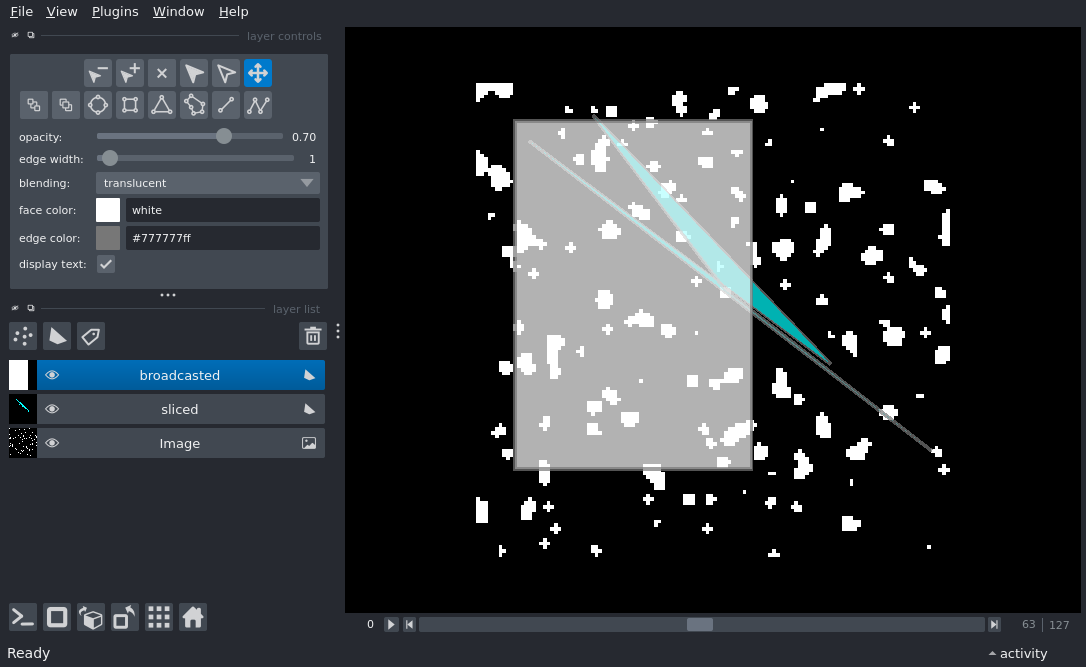 File View Plugins Window Help
layer controls
opacity: 0.70
edge width: 1
blending: translucent
face color: white
edge color: #777777ff
display text:
layer list
broadcasted
sliced
Image
0 63 127
Ready activity